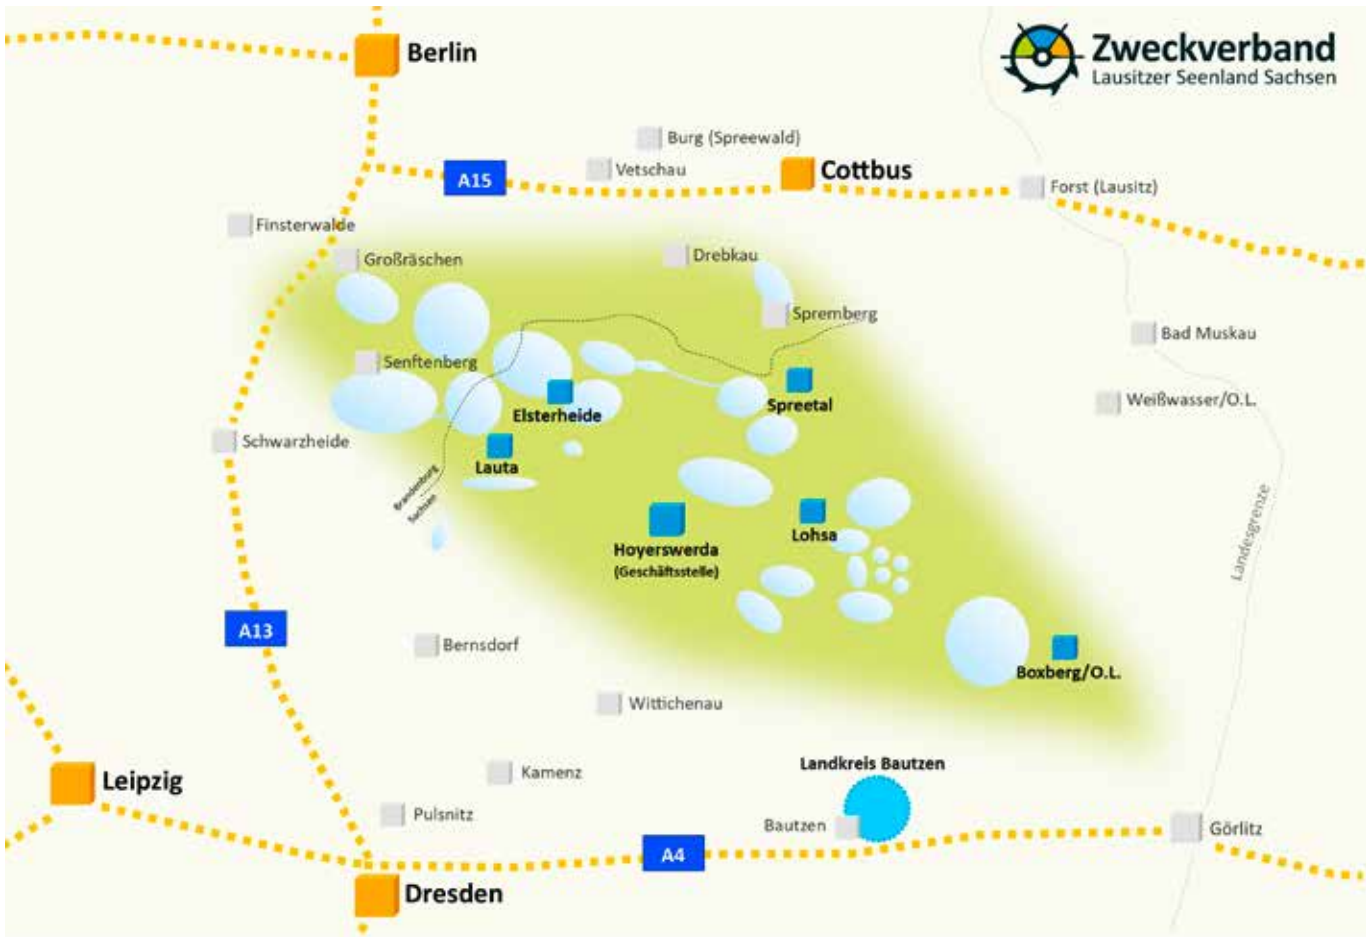 Berlin
Zweckverband
Lausitzer Seenland Sachsen
Burg (Spreewald)
Vetschau
A15
Cottbus
Forst (Lausitz)
Finsterwalde
Großräschen
Drebkau
Spremberg
Bad Muskau
Senftenberg
Elsterheide
Spreetal
Weißwasser/O.L.
Schwarzheide
Lauta
Brandenburg
Sachsen
Hoyerswerda
(Geschäftsstelle)
Lohsa
Landesgrenze
A13
Bernsdorf
Boxberg/O.L.
Wittichenau
Leipzig
Kamenz
Landkreis Bautzen
Pulsnitz
Bautzen
Görlitz
A4
Dresden